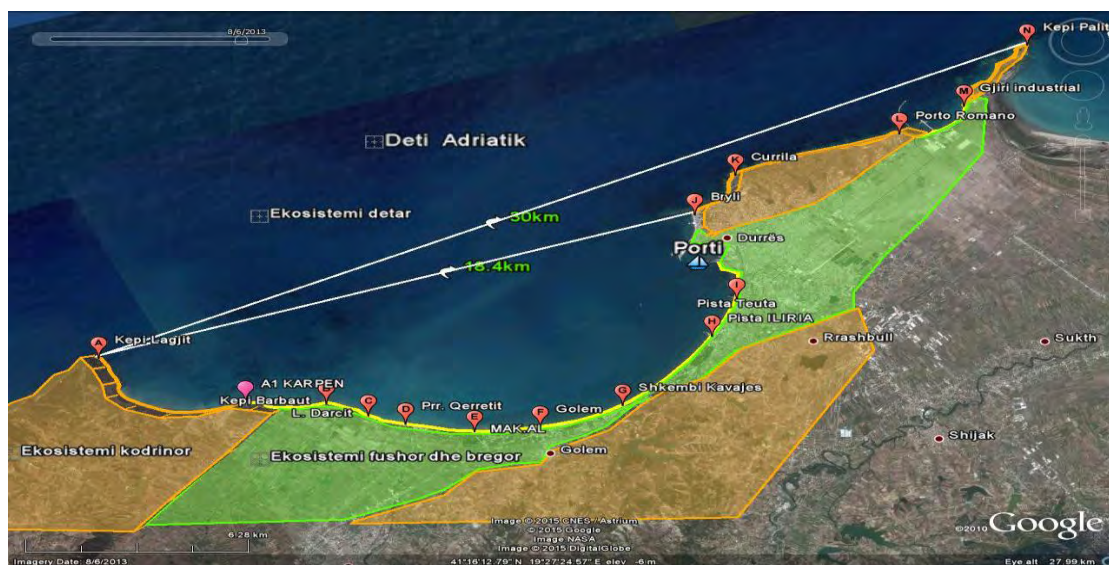 8/6/2013
N
Kepi Palit
M
Gjiri industrial
L
Porto Romano
Deti Adriatik
K
Currila
J
Bryli
Ekosistemi detar
30km
Durrës
Porti
18.4km
I
Pista Teuta
H
Pista ILIRIA
A
Kepi Lagjit
Rrashbull
Sukth
A1 KARPEN
Kepi Barbaut
L. Darcit
C
D
Prr. Qerretit
E
MAK.AL
F
Golem
G
Shkembi Kavajes
Shijak
Ekosistemi kodrinor
Ekosistemi fushor dhe bregor
Golem
Image © 2015 CNES / Astrium
© 2015 Google
Image NASA
Image © 2015 DigitalGlobe
©2010 Google
6.28 km
Imagery Date: 8/6/2013
41°16'12.79" N 19°27'24.57" E elev -6 m
Eye alt 27.99 km